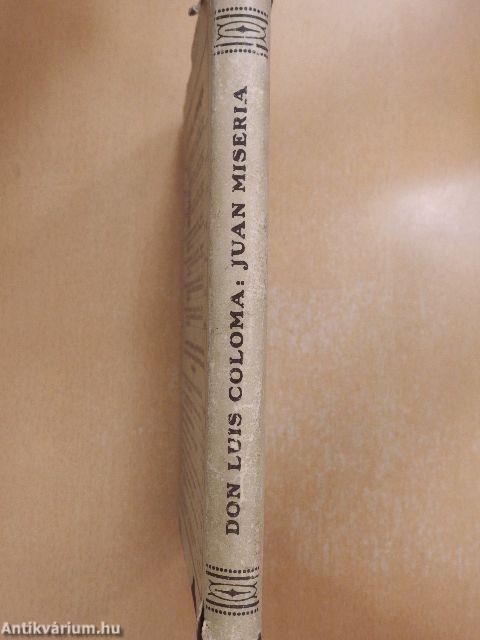 DON LUIS COLOMA: JUAN MISERIA
Antikvárium.hu